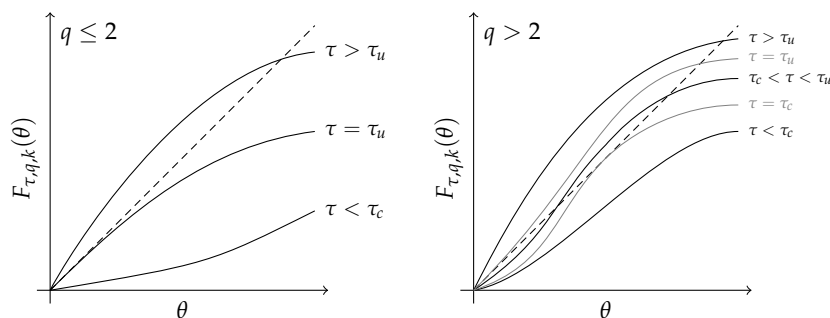 q ≤ 2
τ > τ_u
τ = τ_u
τ < τ_c
F_{τ,q,k}(θ)
θ
q > 2
τ > τ_u
τ = τ_u
τ_c < τ < τ_u
τ = τ_c
τ < τ_c
F_{τ,q,k}(θ)
θ